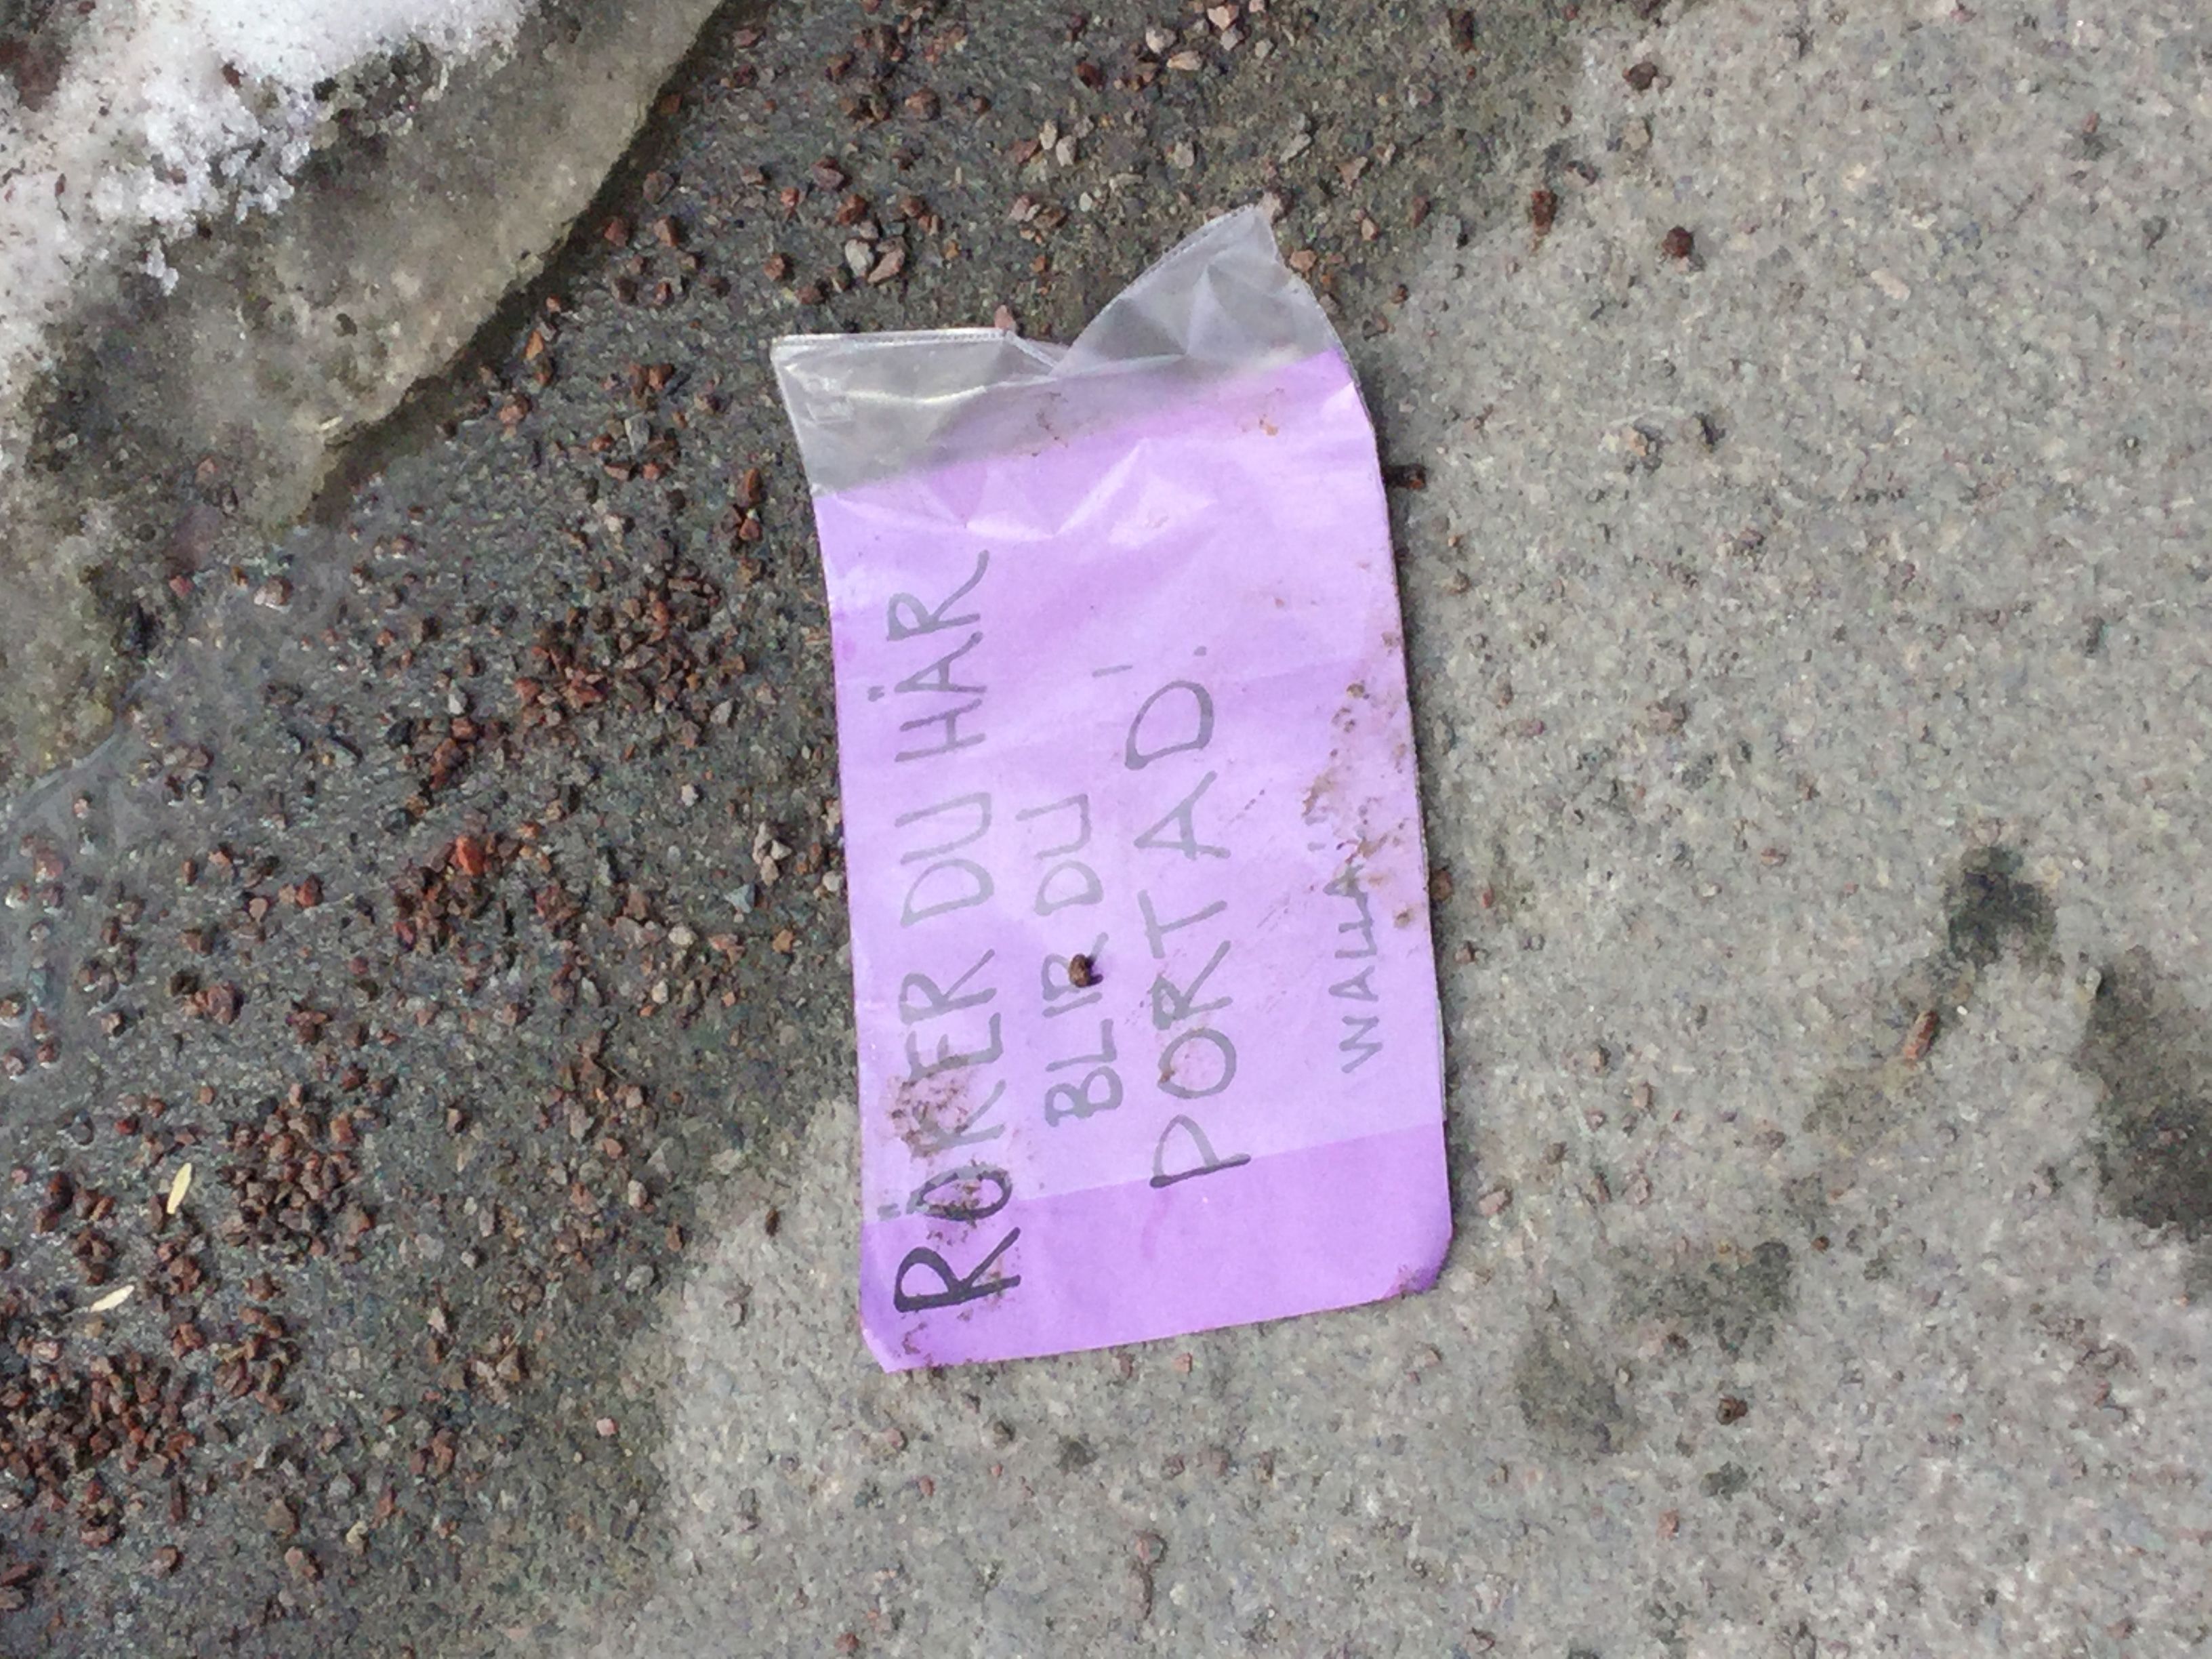 RÖKER DU HÄR
BLIR DU
PORTAD.
WALLA